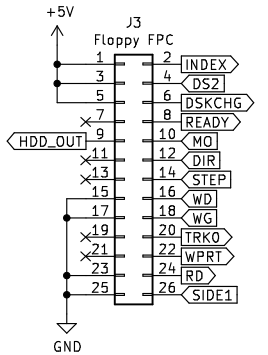 +5V
J3
Floppy FPC
1 2 INDEX
3 4 DS2
5 6 DSKCHG
7 8 READY
HDD_OUT 9 10 MO
11 12 DIR
13 14 STEP
15 16 WD
17 18 WG
19 20 TRK0
21 22 WPRT
23 24 RD
25 26 SIDE1
GND